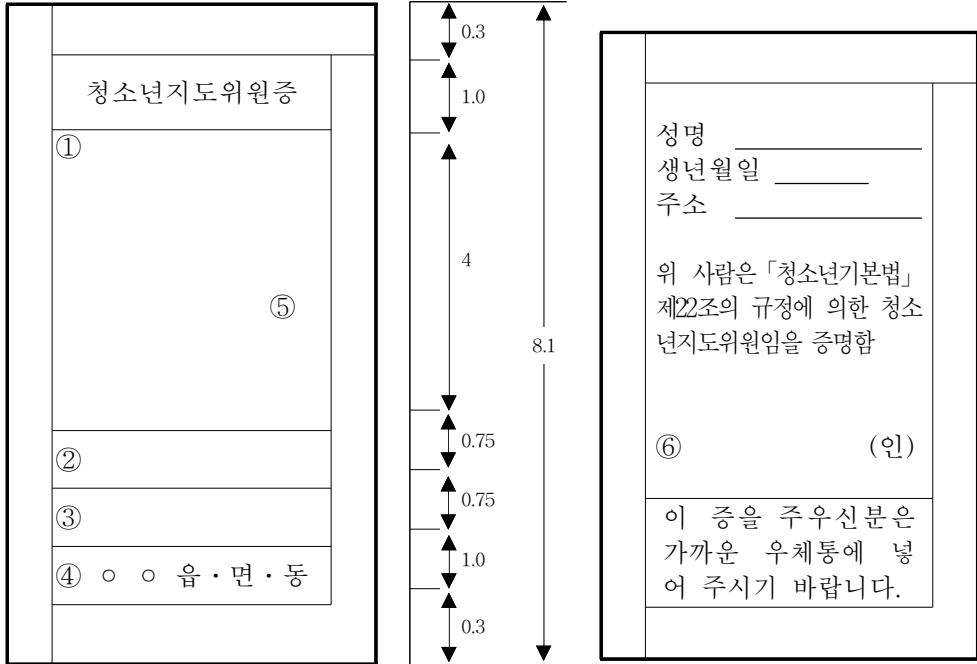 청소년지도위원증
①
⑤
②
③
④ ○ ○ 읍·면·동
0.3
1.0
4
0.75
0.75
1.0
0.3
8.1
성명
생년월일
주소
위 사람은「청소년기본법」
제22조의 규정에 의한 청소
년지도위원임을 증명함
⑥ (인)
이 증을 주우신분은
가까운 우체통에 넣
어 주시기 바랍니다.